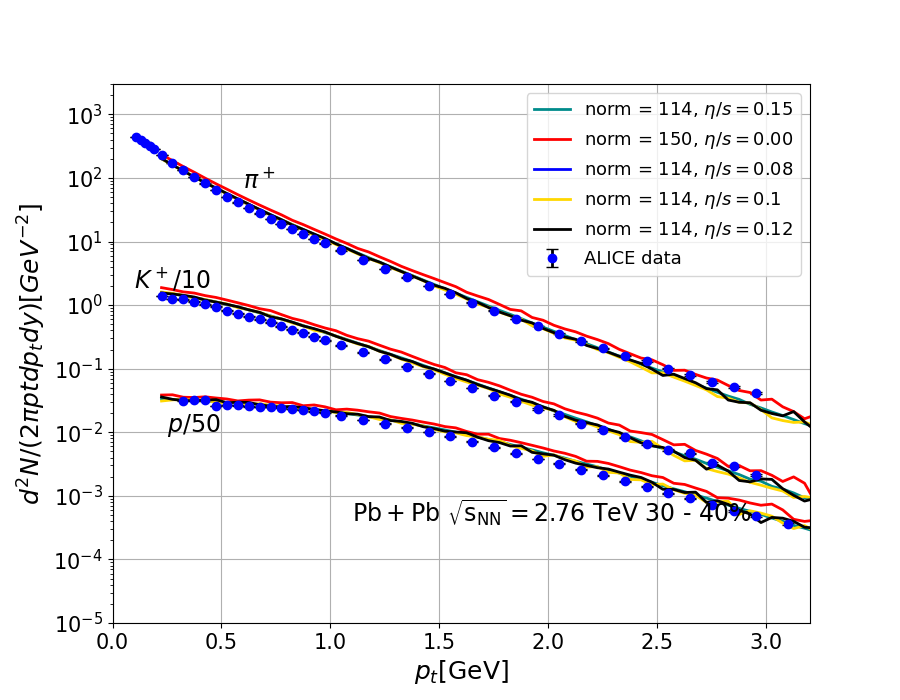 norm = 114, η/s = 0.15
norm = 150, η/s = 0.00
norm = 114, η/s = 0.08
norm = 114, η/s = 0.1
norm = 114, η/s = 0.12
ALICE data
π⁺
K⁺/10
p/50
Pb + Pb √s_NN = 2.76 TeV 30 - 40%
d²N/(2πptdp_tdy)[GeV⁻²]
10³
10²
10¹
10⁰
10⁻¹
10⁻²
10⁻³
10⁻⁴
10⁻⁵
0.0 0.5 1.0 1.5 2.0 2.5 3.0
p_t[GeV]